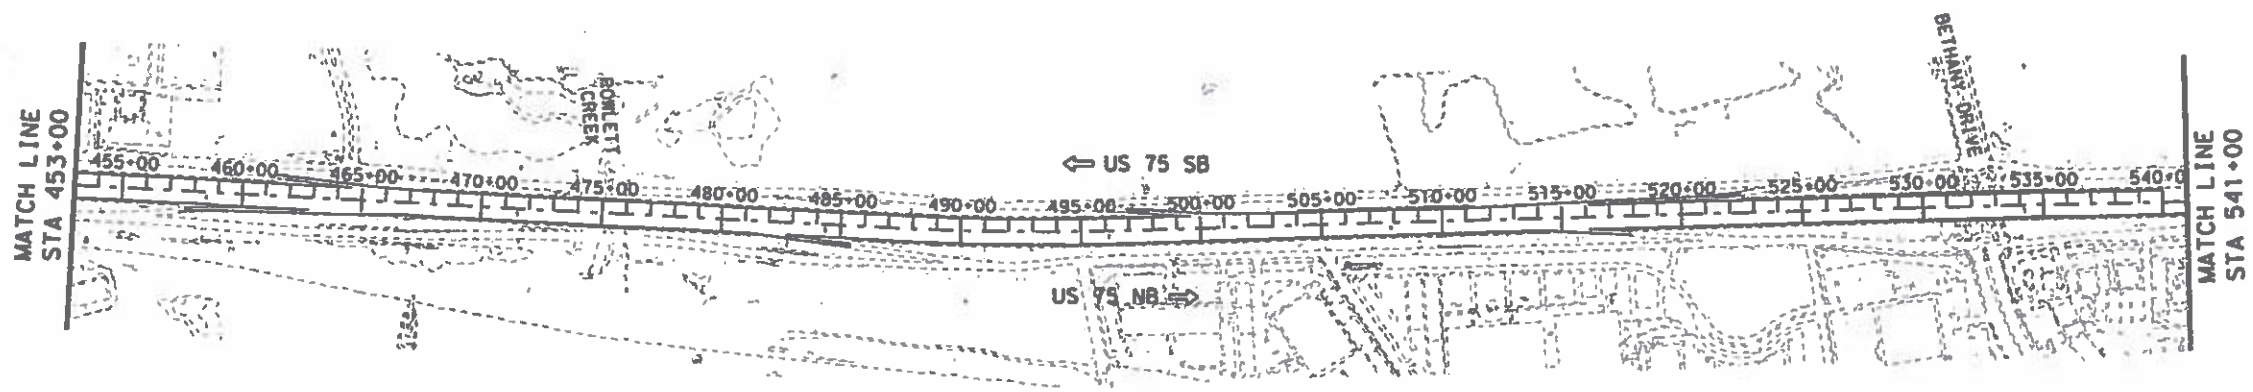 MATCH LINE
STA 453+00
455+00
460+00
465+00
470+00
475+00
480+00
485+00
490+00
495+00
500+00
505+00
510+00
515+00
520+00
525+00
530+00
535+00
540+0
ROWLETT
CREEK
US 75 SB
US 75 NB
BETHANY DRIVE
MATCH LINE
STA 541+00